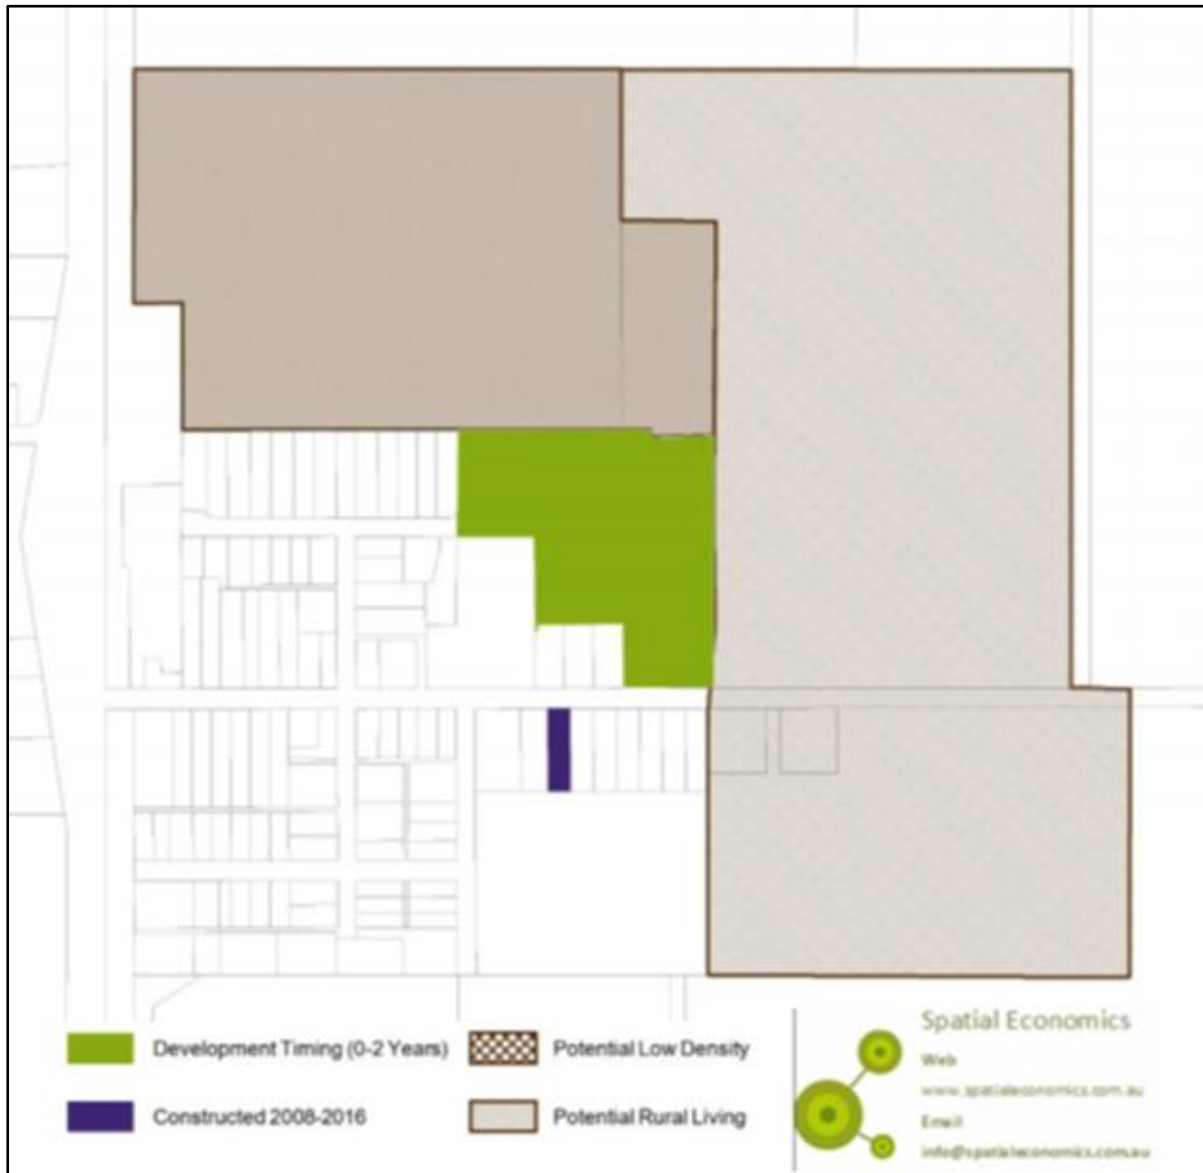 Development Timing (0-2 Years)
Constructed 2008-2016
Potential Low Density
Potential Rural Living
Spatial Economics
Web
www.spatialeconomics.com.au
Email
info@spatialeconomics.com.au